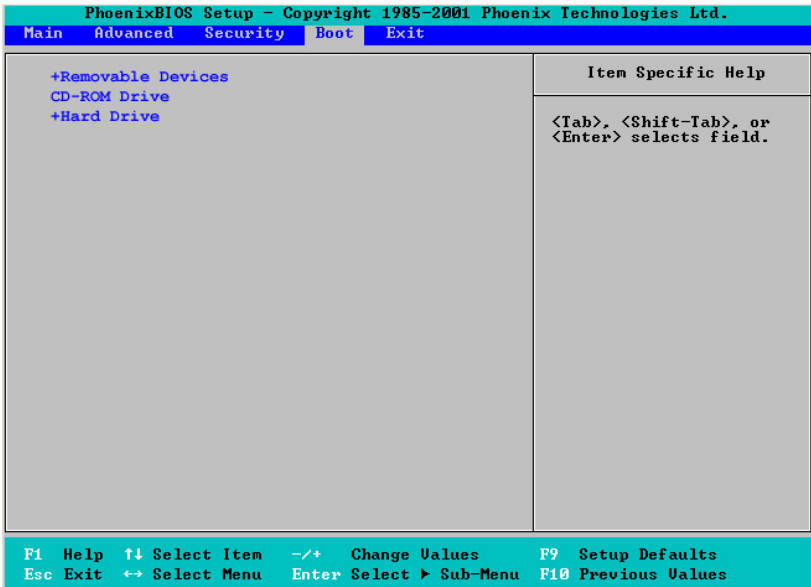 PhoenixBIOS Setup – Copyright 1985-2001 Phoenix Technologies Ltd.
Main Advanced Security Boot Exit
+Removable Devices
CD-ROM Drive
+Hard Drive
Item Specific Help
<Tab>, <Shift-Tab>, or
<Enter> selects field.
F1 Help ↑↓ Select Item -/+ Change Values F9 Setup Defaults
Esc Exit ↔ Select Menu Enter Select ▶ Sub-Menu F10 Previous Values